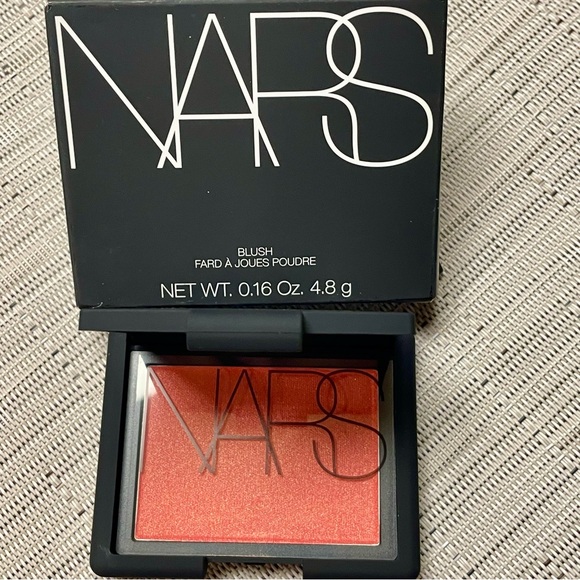 NARS
BLUSH
FARD À JOUES POUDRE
NET WT. 0.16 Oz. 4.8 g
NARS